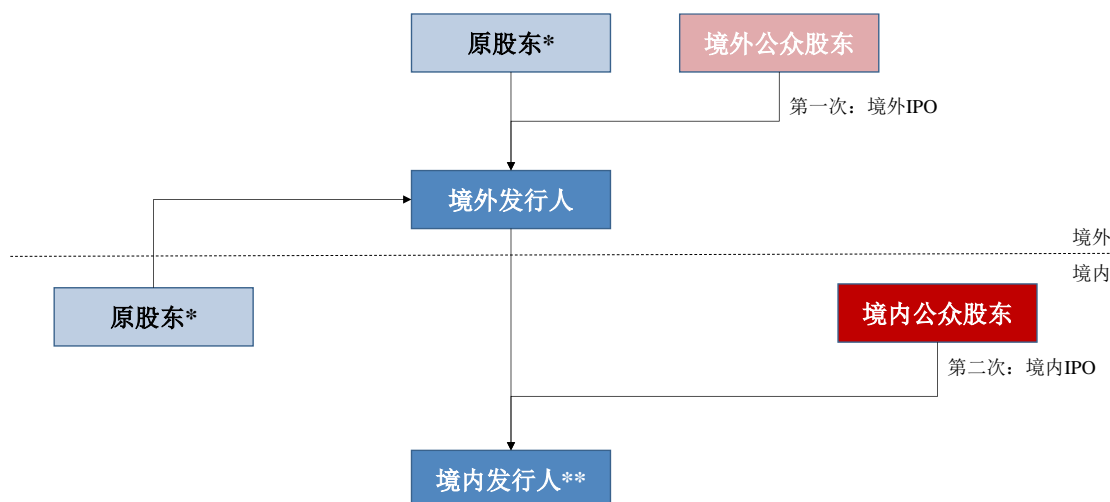 原股东*
境外公众股东
第一次：境外IPO
境外发行人
境外
境内
原股东*
境内公众股东
第二次：境内IPO
境内发行人**